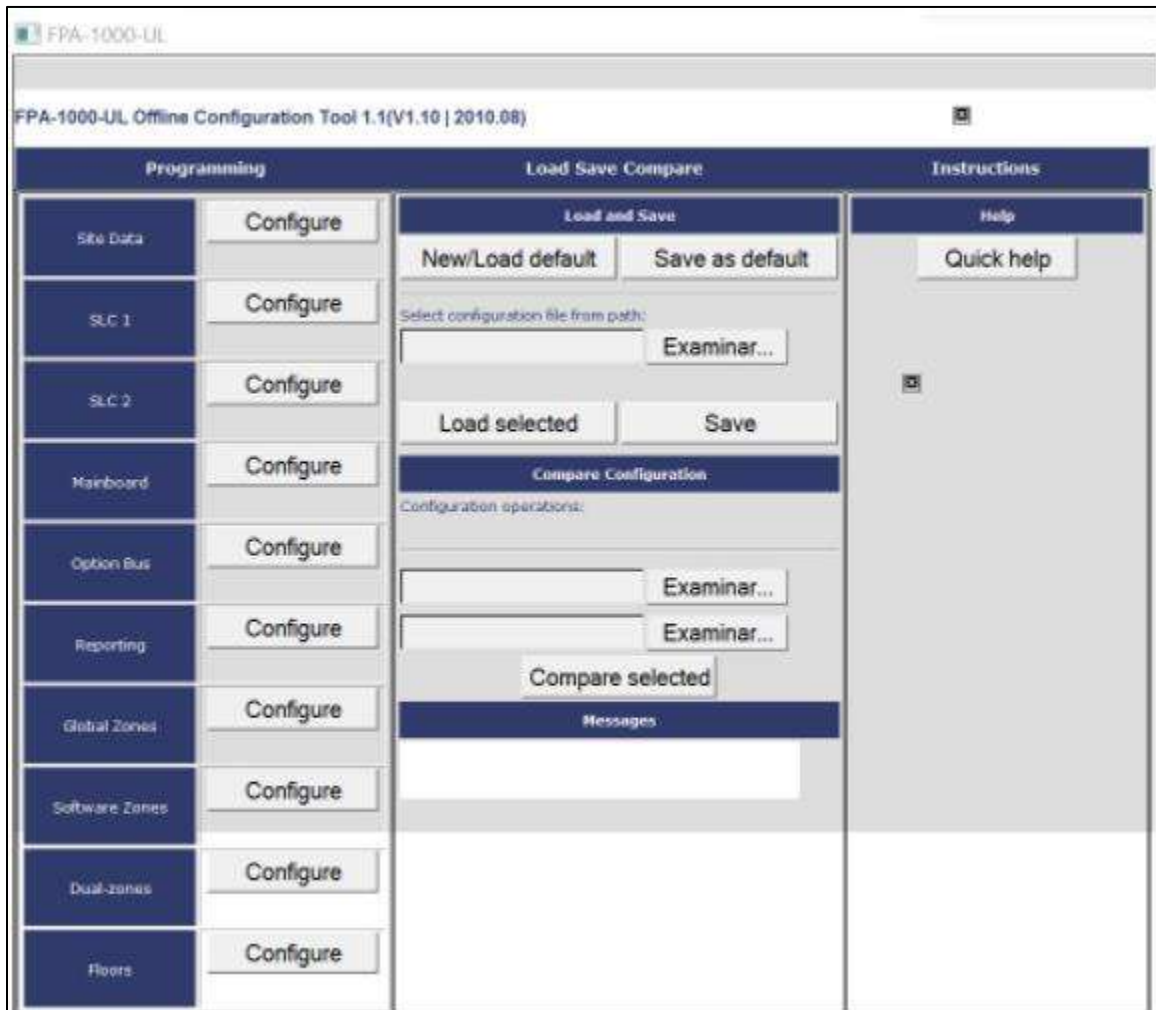 FPA-1000-UL
FPA-1000-UL Offline Configuration Tool 1.1(V1.10 | 2010.08)
Programming
Load Save Compare
Instructions
Site Data
Configure
SLC 1
Configure
SLC 2
Configure
Mainboard
Configure
Option Bus
Configure
Reporting
Configure
Global Zones
Configure
Software Zones
Configure
Dual-zones
Configure
Floors
Configure
Load and Save
New/Load default
Save as default
Select configuration file from path:
Examinar...
Load selected
Save
Compare Configuration
Configuration operations:
Examinar...
Examinar...
Compare selected
Messages
Help
Quick help